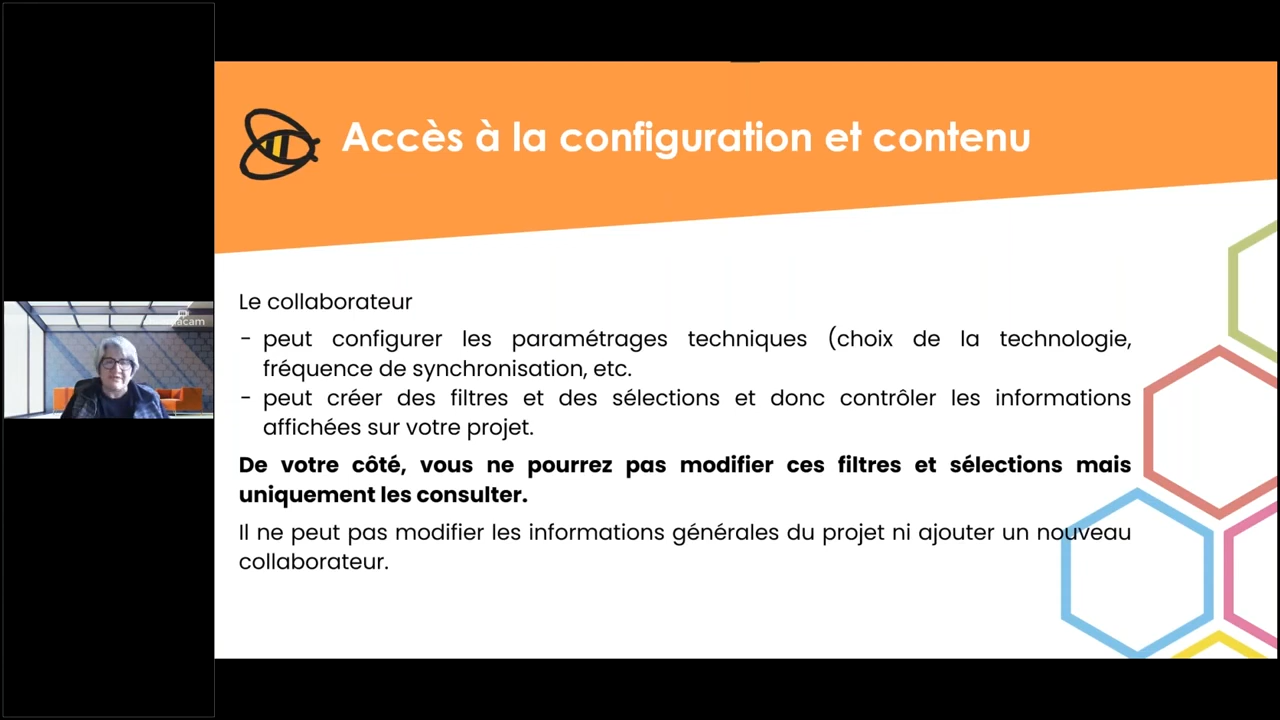 Accès à la configuration et contenu
Le collaborateur
- peut configurer les paramétrages techniques (choix de la technologie,
fréquence de synchronisation, etc.
- peut créer des filtres et des sélections et donc contrôler les informations
affichées sur votre projet.
De votre côté, vous ne pourrez pas modifier ces filtres et sélections mais
uniquement les consulter.
Il ne peut pas modifier les informations générales du projet ni ajouter un nouveau
collaborateur.